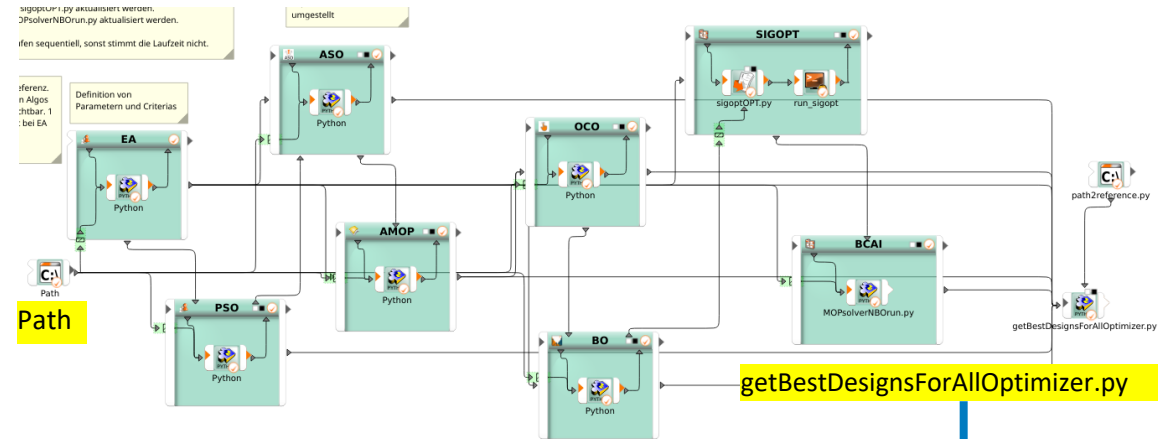 sigoptOPT.py aktualisiert werden.
OPsolverNBOrun.py aktualisiert werden.
fen sequentiell, sonst stimmt die Laufzeit nicht.
umgestellt
eferenz.
n Algos
chtbar. 1
t bei EA
Definition von
Parametern und Criterias
ASO
Python
SIGOPT
sigoptOPT.py
run_sigopt
EA
Python
OCO
Python
C:\
path2reference.py
AMOP
Python
BCAI
MOPsolverNBOrun.py
C:\
Path
Path
PSO
Python
BO
Python
getBestDesignsForAllOptimizer.py
getBestDesignsForAllOptimizer.py